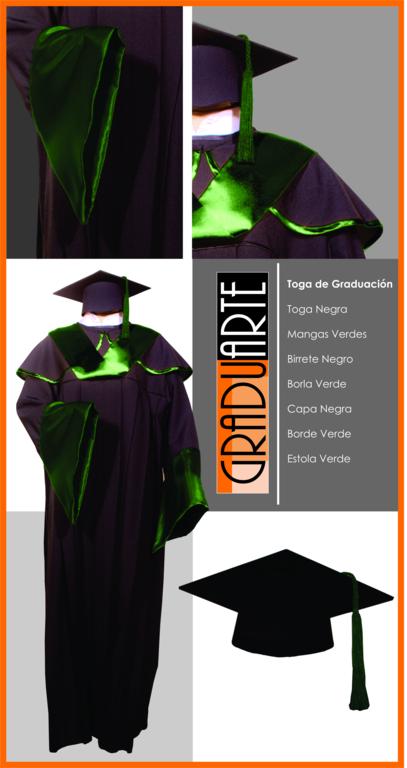 GRADUARTE
Toga de Graduación
Toga Negra
Mangas Verdes
Birrete Negro
Borla Verde
Capa Negra
Borde Verde
Estola Verde